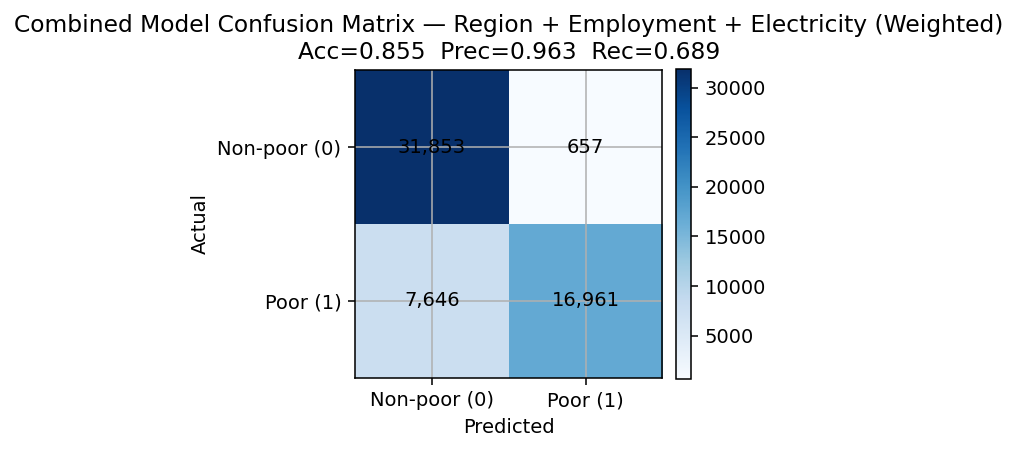 Combined Model Confusion Matrix — Region + Employment + Electricity (Weighted)
Acc=0.855  Prec=0.963  Rec=0.689
Actual
Non-poor (0)
31,853
657
Poor (1)
7,646
16,961
Non-poor (0)
Poor (1)
Predicted
30000
25000
20000
15000
10000
5000